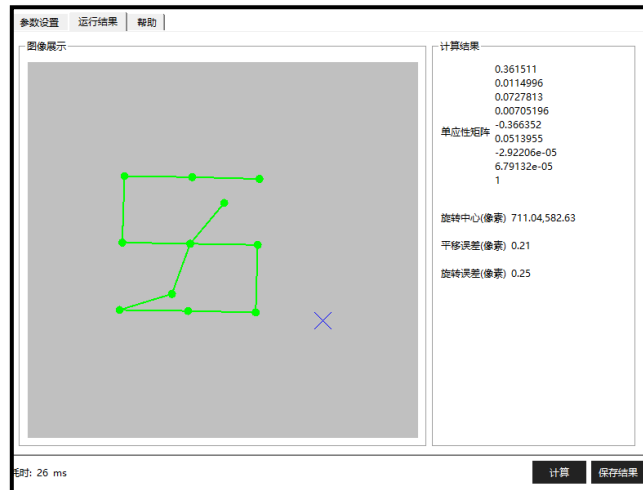 参数设置 运行结果 帮助
图像展示
计算结果
单应性矩阵
0.361511
0.0114996
0.0727813
0.00705196
-0.366352
0.0513955
-2.92206e-05
6.79132e-05
1
旋转中心(像素) 711.04,582.63
平移误差(像素) 0.21
旋转误差(像素) 0.25
耗时: 26 ms
计算 保存结果